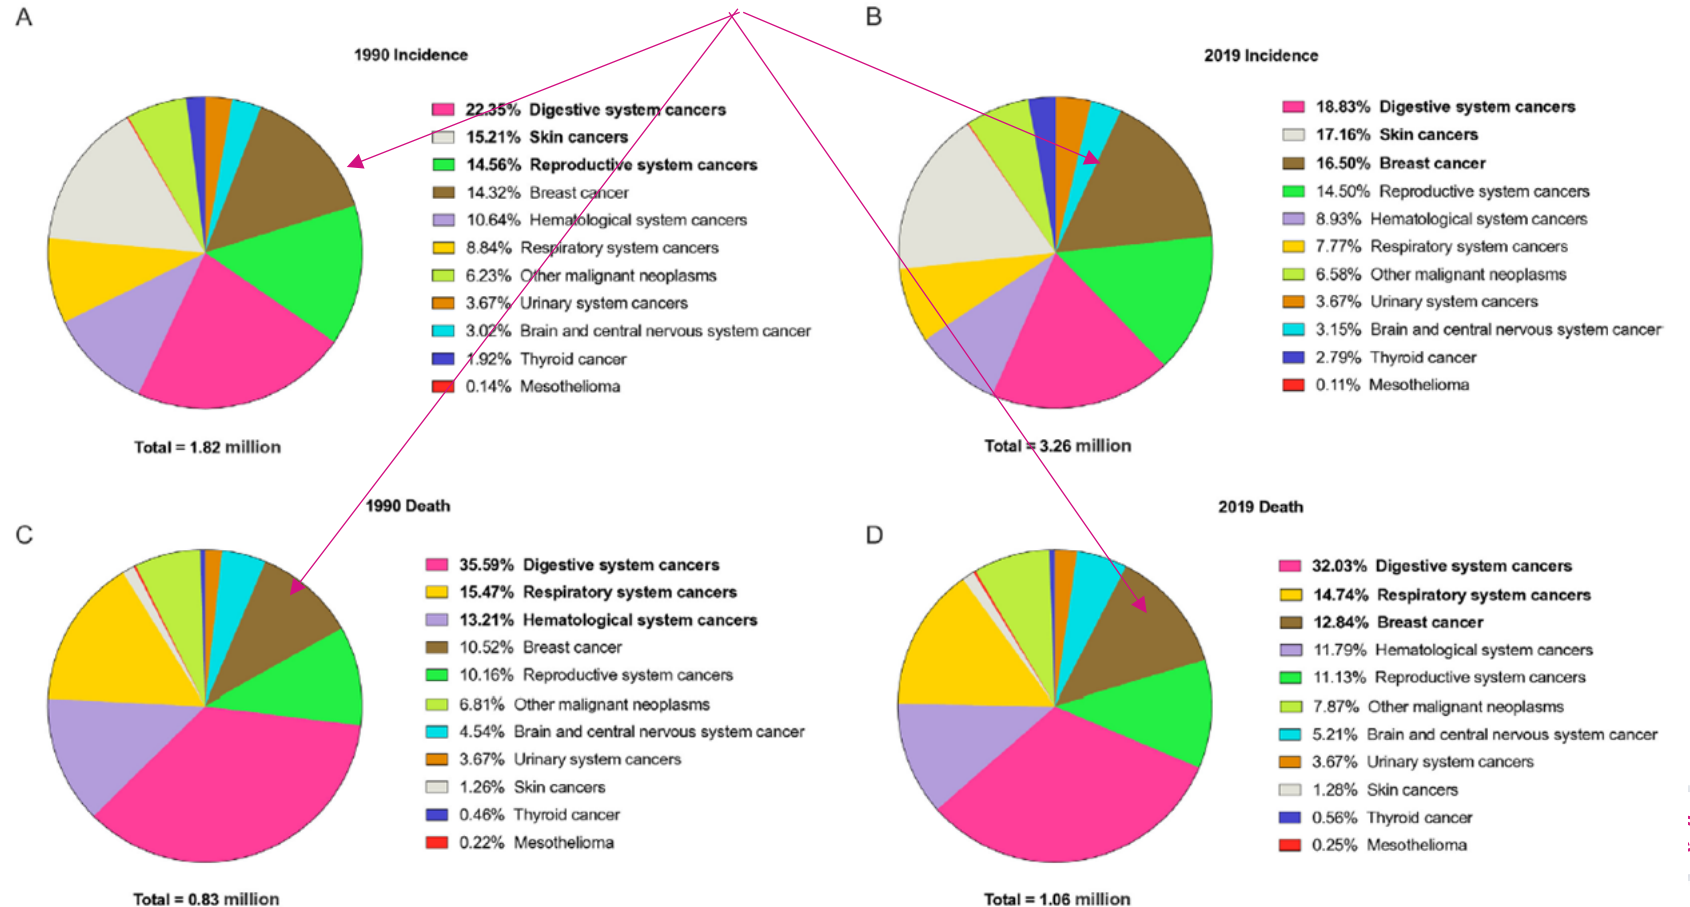 A
1990 Incidence
22.35% Digestive system cancers
15.21% Skin cancers
14.56% Reproductive system cancers
14.32% Breast cancer
10.64% Hematological system cancers
8.84% Respiratory system cancers
6.23% Other malignant neoplasms
3.67% Urinary system cancers
3.02% Brain and central nervous system cancer
1.92% Thyroid cancer
0.14% Mesothelioma
Total = 1.82 million
B
2019 Incidence
18.83% Digestive system cancers
17.16% Skin cancers
16.50% Breast cancer
14.50% Reproductive system cancers
8.93% Hematological system cancers
7.77% Respiratory system cancers
6.58% Other malignant neoplasms
3.67% Urinary system cancers
3.15% Brain and central nervous system cancer
2.79% Thyroid cancer
0.11% Mesothelioma
Total = 3.26 million
C
1990 Death
35.59% Digestive system cancers
15.47% Respiratory system cancers
13.21% Hematological system cancers
10.52% Breast cancer
10.16% Reproductive system cancers
6.81% Other malignant neoplasms
4.54% Brain and central nervous system cancer
3.67% Urinary system cancers
1.26% Skin cancers
0.46% Thyroid cancer
0.22% Mesothelioma
Total = 0.83 million
D
2019 Death
32.03% Digestive system cancers
14.74% Respiratory system cancers
12.84% Breast cancer
11.79% Hematological system cancers
11.13% Reproductive system cancers
7.87% Other malignant neoplasms
5.21% Brain and central nervous system cancer
3.67% Urinary system cancers
1.28% Skin cancers
0.56% Thyroid cancer
0.25% Mesothelioma
Total = 1.06 million